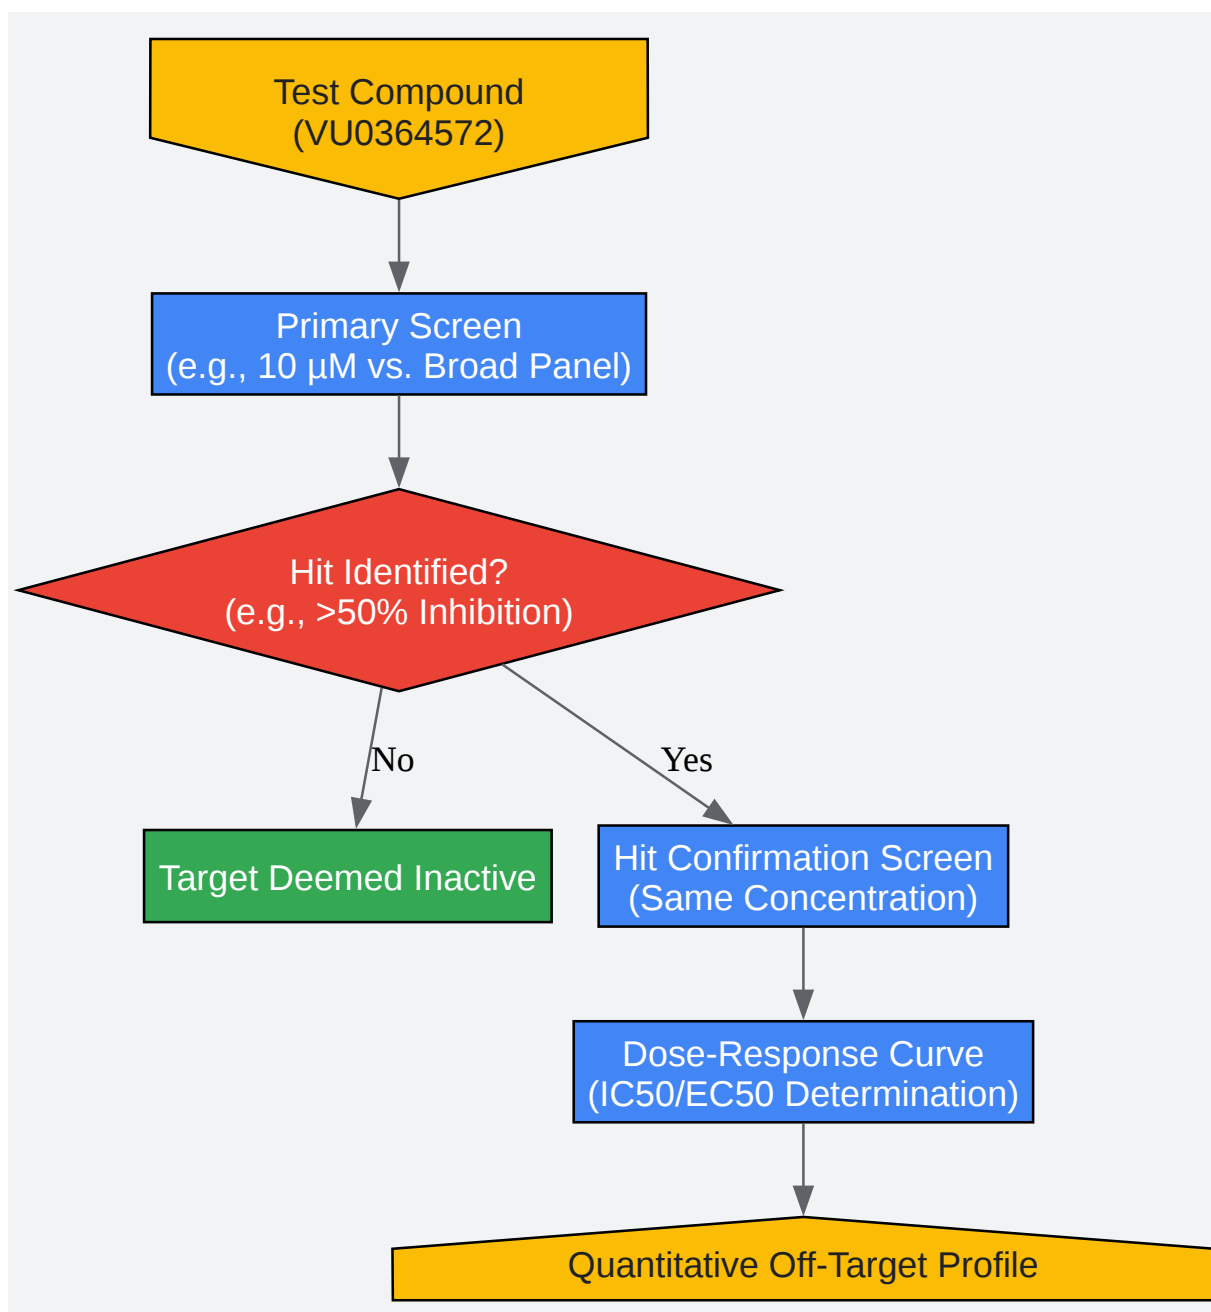 Test Compound
(VU0364572)
Primary Screen
(e.g., 10 µM vs. Broad Panel)
Hit Identified?
(e.g., >50% Inhibition)
No
Yes
Target Deemed Inactive
Hit Confirmation Screen
(Same Concentration)
Dose-Response Curve
(IC50/EC50 Determination)
Quantitative Off-Target Profile